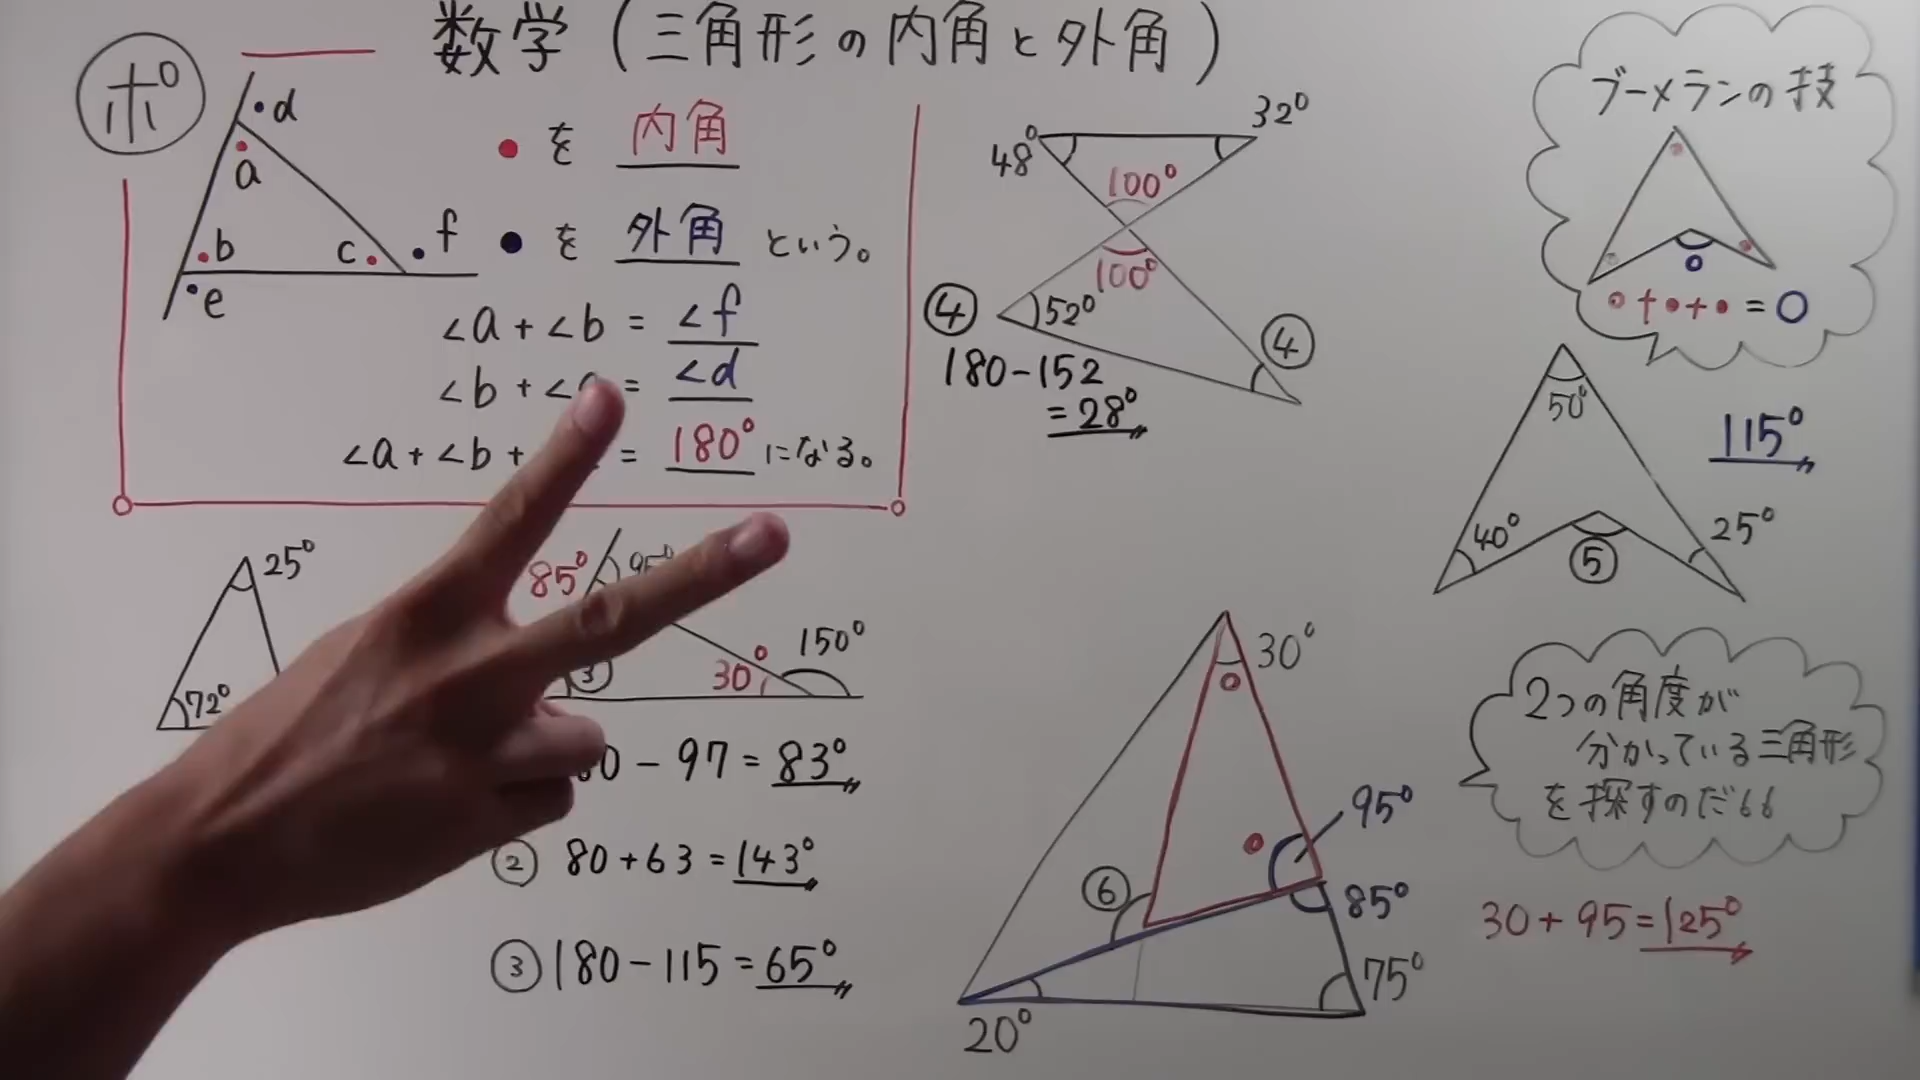 数学（三角形の内角と外角）
ポ
d
a
b
c
f
e
•を 内角
•を 外角 という。
∠a+∠b = ∠f
∠b+∠ = ∠d
∠a+∠b+ = 180° になる。
25°
72°
85°
95°
③
30°
150°
0-97=83°
② 80+63=143°
③ 180-115=65°
48°
32°
100°
100°
④
52°
④
180-152
=28°
ブーメランの技
•+•+•=○
50°
115°
40°
⑤
25°
30°
95°
⑥
85°
75°
20°
2つの角度が
分かっている三角形
を探すのだ!!
30+95=125°